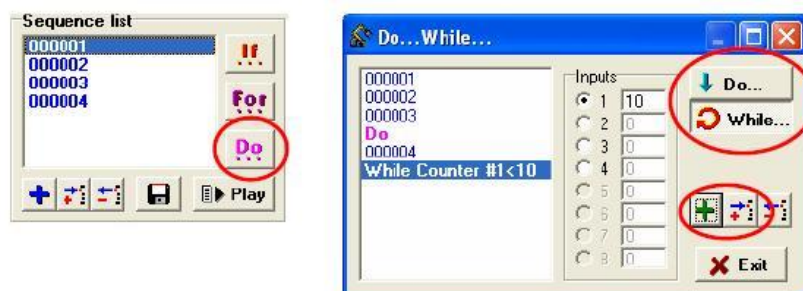 Sequence list
000001
000002
000003
000004
If
...
For
...
Do
...
Play
Do...While...
000001
000002
000003
Do
000004
While Counter #1<10
Inputs
1 10
2 0
3 0
4 0
5 0
6 0
7 0
8 0
Do...
While...
Exit